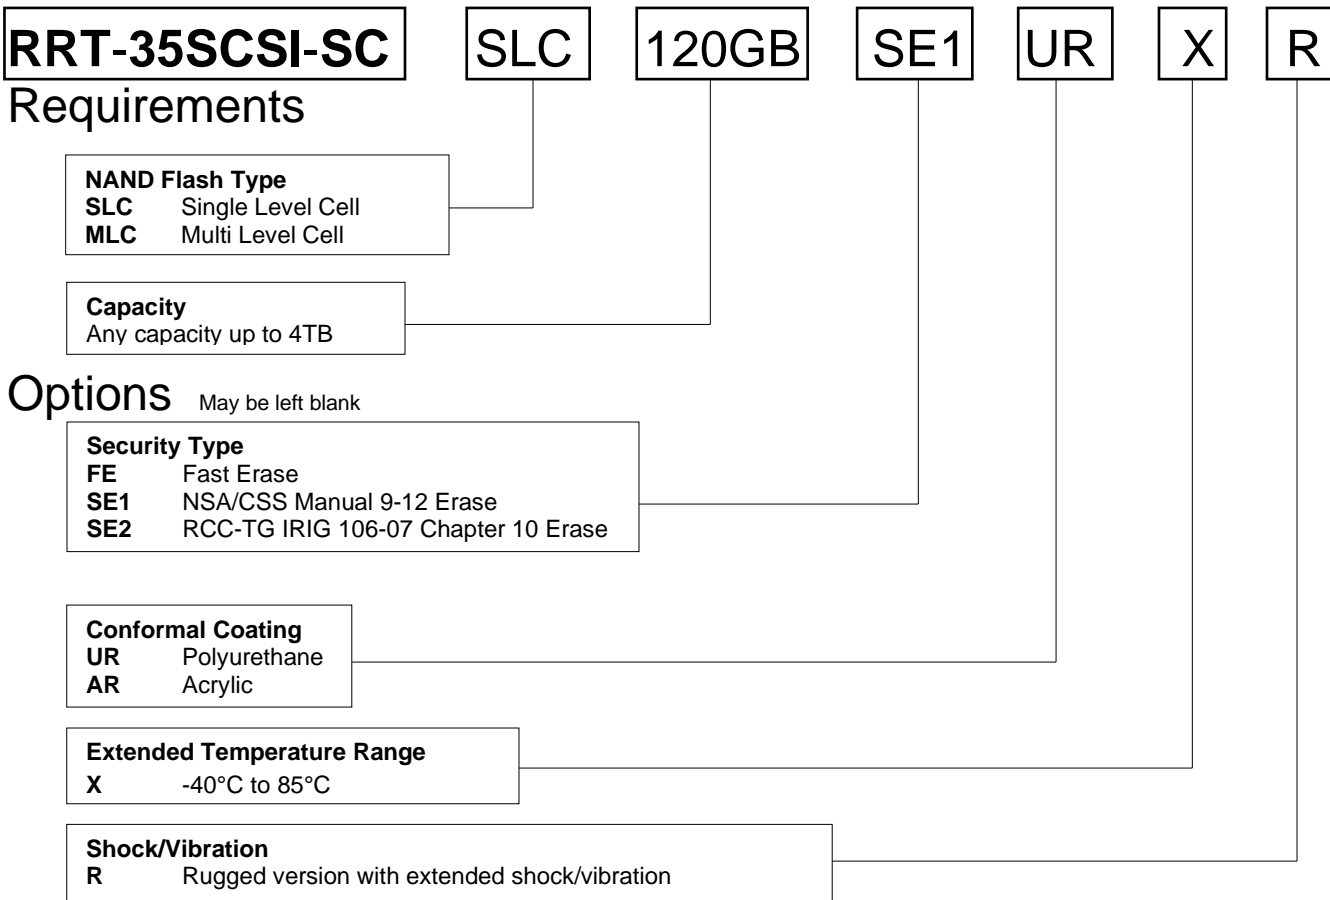 RRT-35SCSI-SC SLC 120GB SE1 UR X R
Requirements
NAND Flash Type
SLC Single Level Cell
MLC Multi Level Cell
Capacity
Any capacity up to 4TB
Options May be left blank
Security Type
FE Fast Erase
SE1 NSA/CSS Manual 9-12 Erase
SE2 RCC-TG IRIG 106-07 Chapter 10 Erase
Conformal Coating
UR Polyurethane
AR Acrylic
Extended Temperature Range
X -40°C to 85°C
Shock/Vibration
R Rugged version with extended shock/vibration